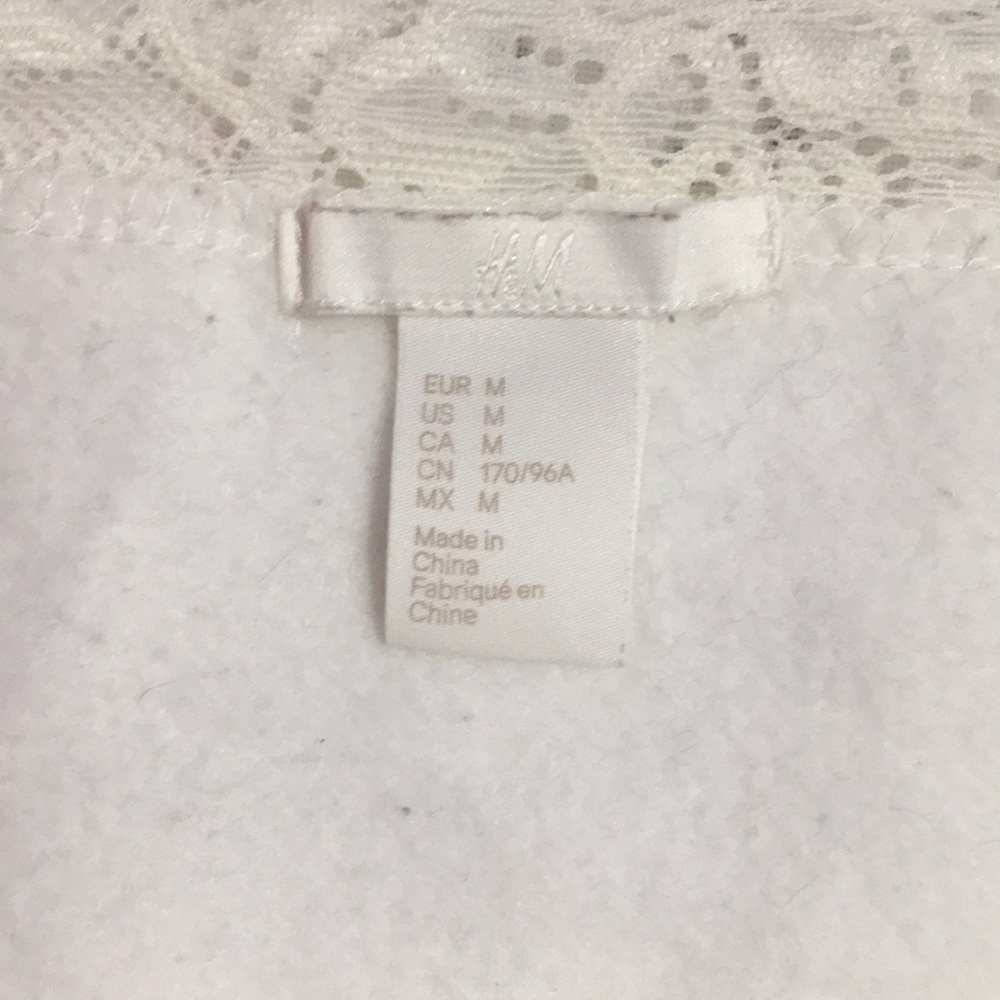 H&M
EUR M
US M
CA M
CN 170/96A
MX M
Made in
China
Fabriqué en
Chine